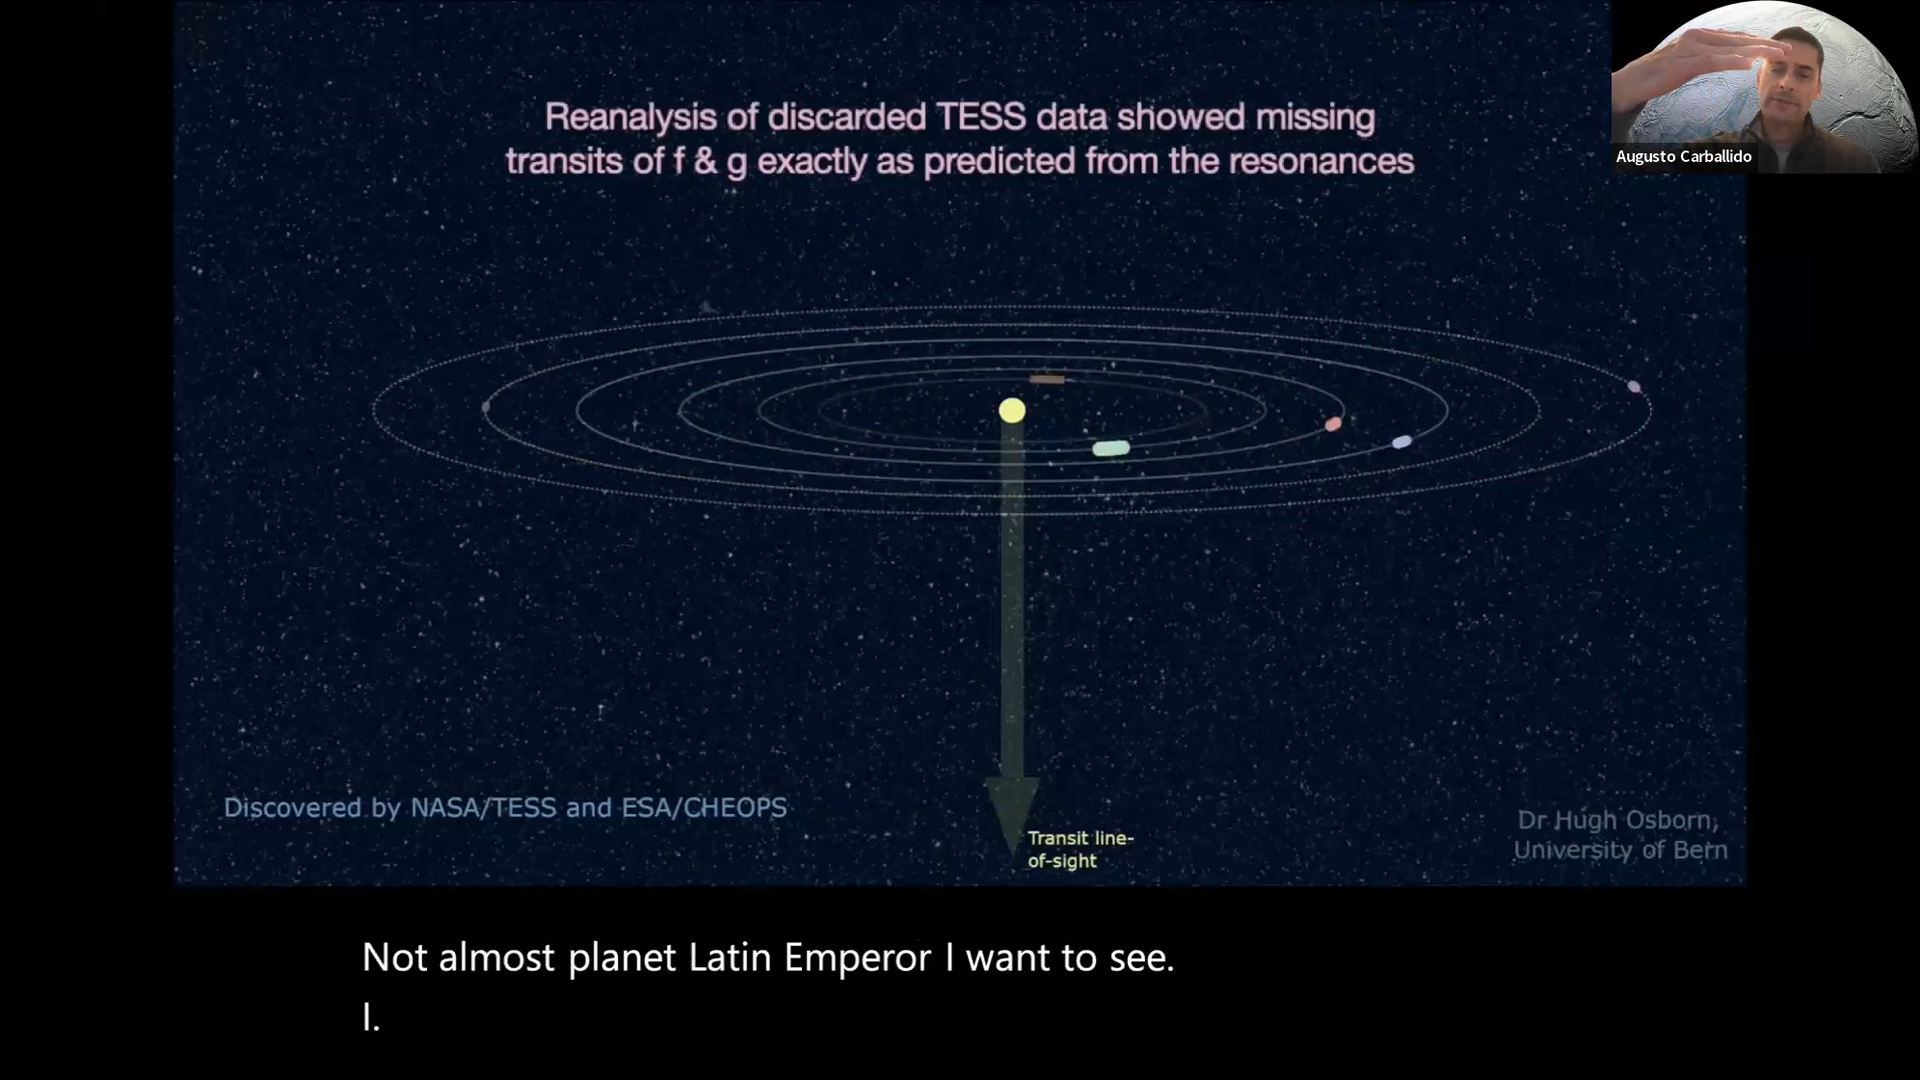 Reanalysis of discarded TESS data showed missing
transits of f & g exactly as predicted from the resonances
Augusto Carballido
Discovered by NASA/TESS and ESA/CHEOPS
Transit line-
of-sight
Dr Hugh Osborn,
University of Bern
Not almost planet Latin Emperor I want to see.
I.